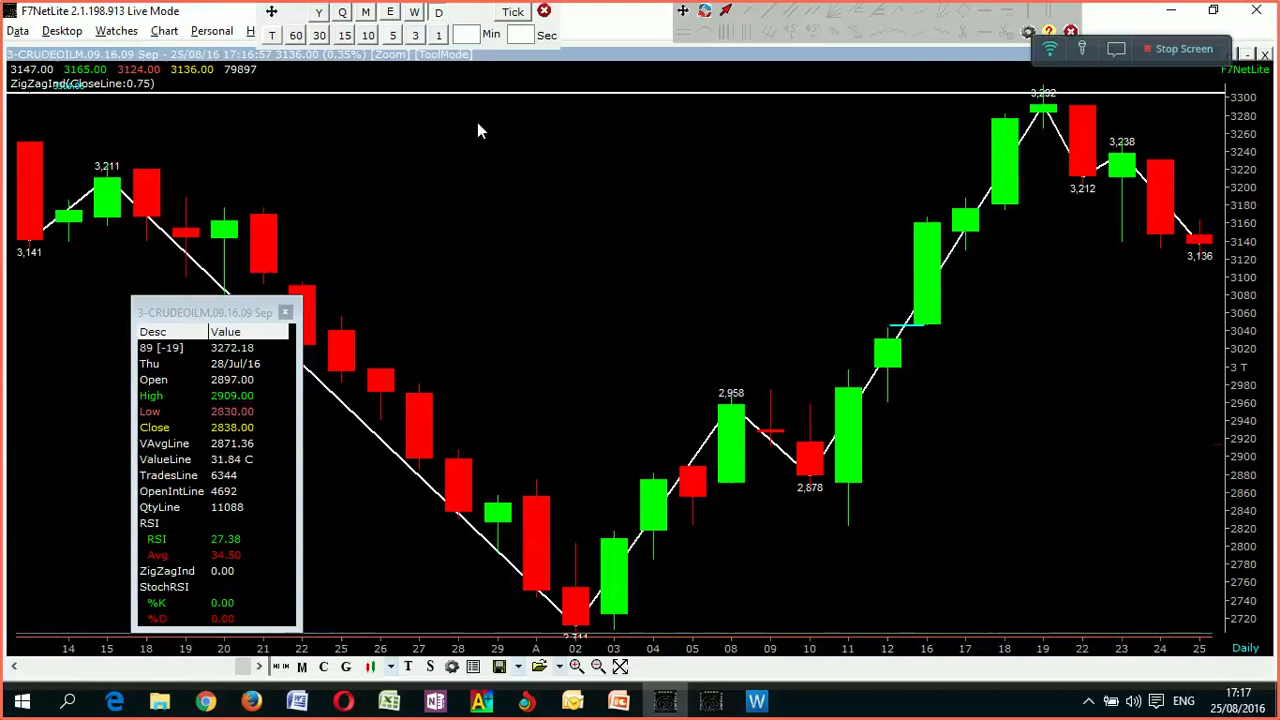 F7NetLite 2.1.198.913 Live Mode
Y Q M E W D Tick
Data Desktop Watches Chart Personal H
T 60 30 15 10 5 3 1 Min Sec
Stop Screen
3-CRUDEOILM.09.16.09 Sep - 25/08/16 - 17:16:57 3136.00 (0.35%) [Zoom] [ToolMode]
3147.00 3165.00 3124.00 3136.00 79897
F7NetLite
ZigZagInd(CloseLine:0.75)
3,292
3300
3280
3260
3240
3220
3200
3180
3160
3140
3120
3100
3080
3060
3040
3020
3 T
2980
2960
2940
2920
2900
2880
2860
2840
2820
2800
2780
2760
2740
2720
3,211
3,141
3,238
3,212
3,136
2,958
2,878
3-CRUDEOILM.09.16.09 Sep
Desc Value
89 [-19] 3272.18
Thu 28/Jul/16
Open 2897.00
High 2909.00
Low 2830.00
Close 2838.00
VAvgLine 2871.36
ValueLine 31.84 C
TradesLine 6344
OpenIntLine 4692
QtyLine 11088
RSI
RSI 27.38
Avg 34.50
ZigZagInd 0.00
StochRSI
%K 0.00
%D 0.00
14 15 18 19 20 21 22 25 26 27 28 29 A 02 03 04 05 08 09 10 11 12 16 17 18 19 22 23 24 25 Daily
M C G T S
ENG
17:17
25/08/2016